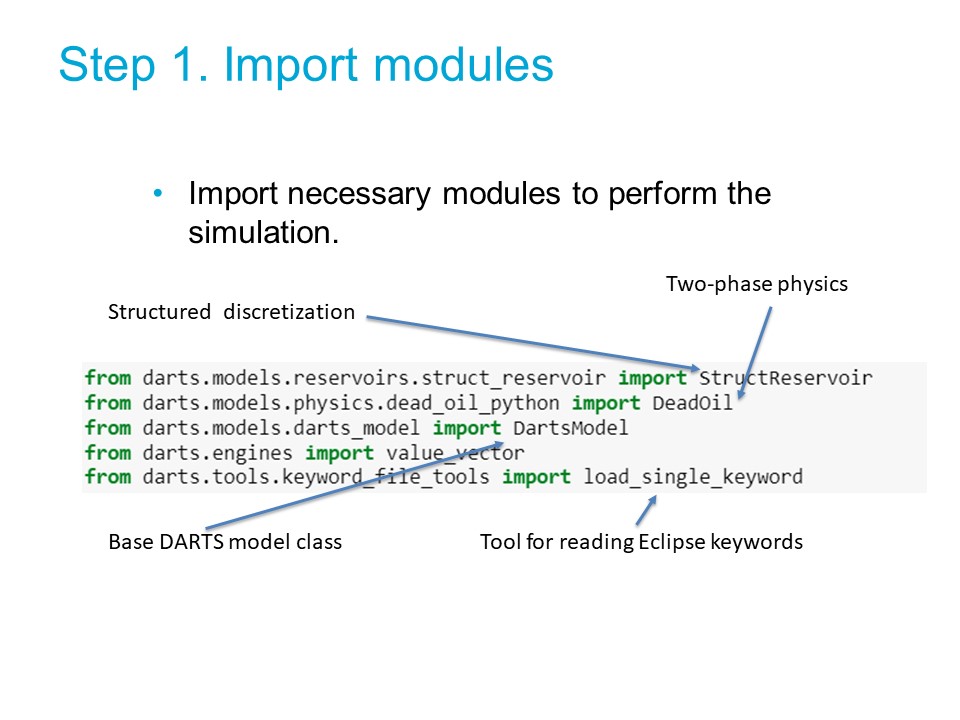 Step 1. Import modules
• Import necessary modules to perform the
simulation.
Two-phase physics
Structured discretization
from darts.models.reservoirs.struct_reservoir import StructReservoir
from darts.models.physics.dead_oil_python import DeadOil
from darts.models.darts_model import DartsModel
from darts.engines import value_vector
from darts.tools.keyword_file_tools import load_single_keyword
Base DARTS model class
Tool for reading Eclipse keywords